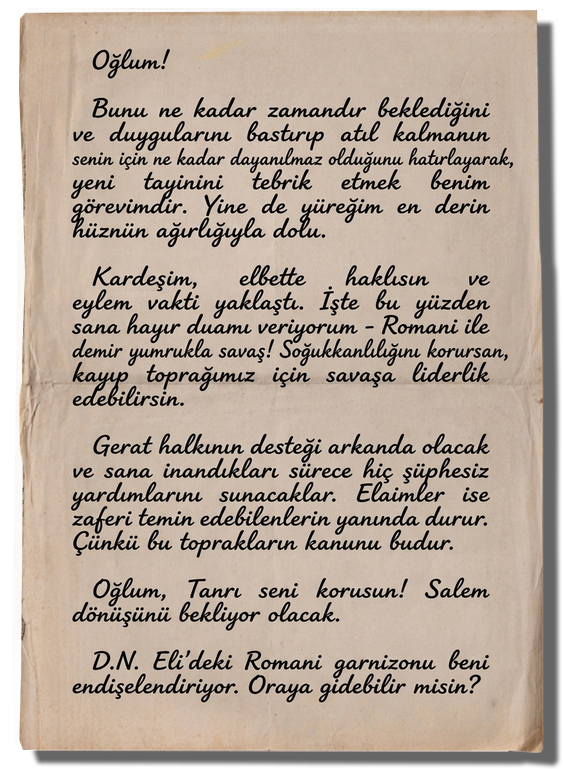 Oğlum!
Bunu ne kadar zamandır beklediğini
ve duygularını bastırıp atıl kalmanın
senin için ne kadar dayanılmaz olduğunu hatırlayarak,
yeni tayinini tebrik etmek benim
görevimdir. Yine de yüreğim en derin
hüznün ağırlığıyla dolu.
Kardeşim, elbette haklısın ve
eylem vakti yaklaştı. İşte bu yüzden
sana hayır duamı veriyorum - Romani ile
demir yumrukla savaş! Soğukkanlılığını korursan,
kayıp toprağımız için savaşa liderlik
edebilirsin.
Gerat halkının desteği arkanda olacak
ve sana inandıkları sürece hiç şüphesiz
yardımlarını sunacaklar. Elaimler ise
zaferi temin edebilenlerin yanında durur.
Çünkü bu toprakların kanunu budur.
Oğlum, Tanrı seni korusun! Salem
dönüşünü bekliyor olacak.
D.N. Eli'deki Romani garnizonu beni
endişelendiriyor. Oraya gidebilir misin?